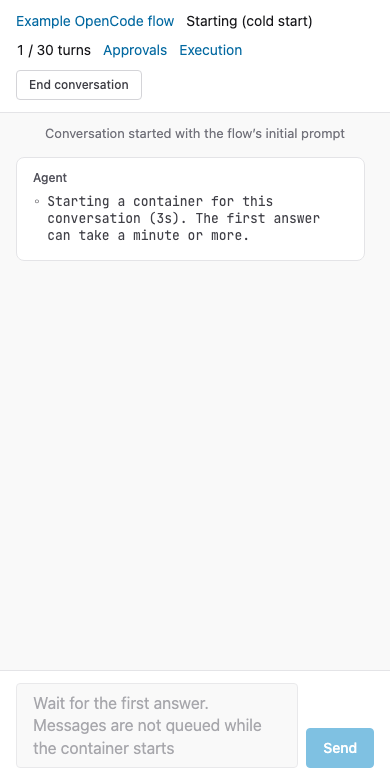 Example OpenCode flow Starting (cold start)
1 / 30 turns Approvals Execution
End conversation
Conversation started with the flow’s initial prompt
Agent
Starting a container for this
conversation (3s). The first answer
can take a minute or more.
Wait for the first answer.
Messages are not queued while
the container starts
Send